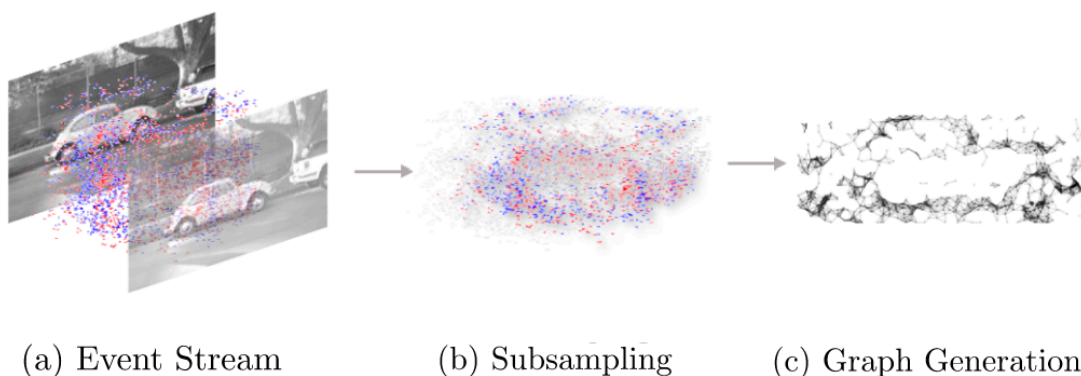 (a) Event Stream
(b) Subsampling
(c) Graph Generation